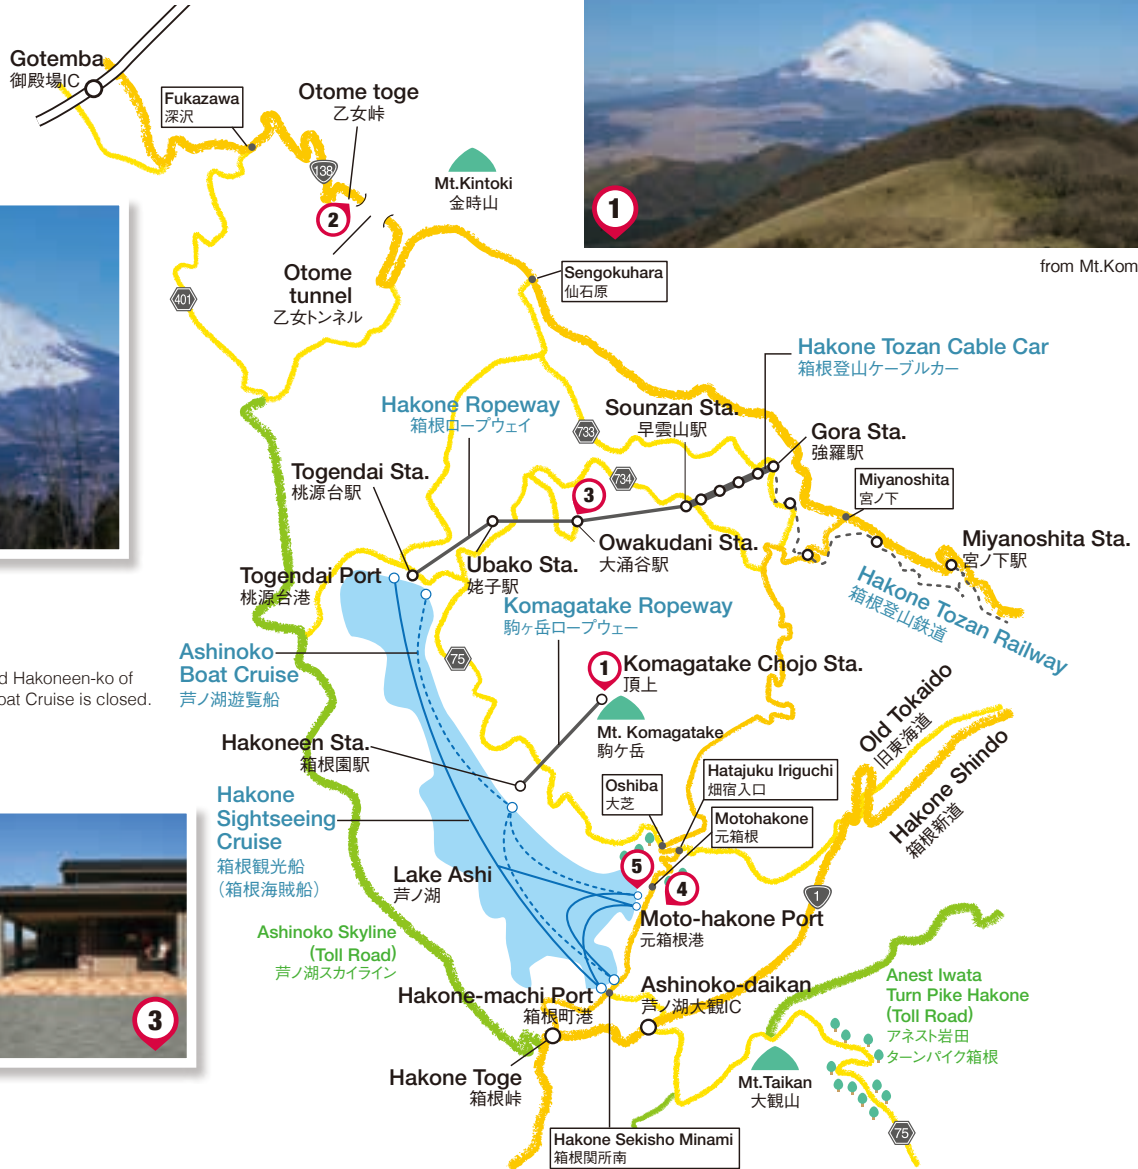 Gotemba
御殿場IC
Fukazawa
深沢
Otome toge
乙女峠
138
2
Mt.Kintoki
金時山
1
from Mt.Kom
Otome
tunnel
乙女トンネル
401
Sengokuhara
仙石原
Hakone Tozan Cable Car
箱根登山ケーブルカー
Hakone Ropeway
箱根ロープウェイ
Sounzan Sta.
早雲山駅
733
Gora Sta.
強羅駅
Togendai Sta.
桃源台駅
734
3
Miyanoshita
宮ノ下
Owakudani Sta.
大涌谷駅
Ubako Sta.
姥子駅
Miyanoshita Sta.
宮ノ下駅
Togendai Port
桃源台港
Hakone Tozan Railway
箱根登山鉄道
Komagatake Ropeway
駒ヶ岳ロープウェー
Ashinoko
Boat Cruise
芦ノ湖遊覧船
75
d Hakoneen-ko of
oat Cruise is closed.
1
Komagatake Chojo Sta.
頂上
Mt. Komagatake
駒ケ岳
Hakoneen Sta.
箱根園駅
Old Tokaido
旧東海道
Hakone Shindo
箱根新道
Oshiba
大芝
Hatajuku Iriguchi
畑宿入口
Motohakone
元箱根
Hakone
Sightseeing
Cruise
箱根観光船
（箱根海賊船）
Lake Ashi
芦ノ湖
5
4
1
Moto-hakone Port
元箱根港
Ashinoko Skyline
(Toll Road)
芦ノ湖スカイライン
3
Hakone-machi Port
箱根町港
Ashinoko-daikan
芦ノ湖大観IC
Anest Iwata
Turn Pike Hakone
(Toll Road)
アネスト岩田
ターンパイク箱根
Hakone Toge
箱根峠
Mt.Taikan
大観山
75
Hakone Sekisho Minami
箱根関所南